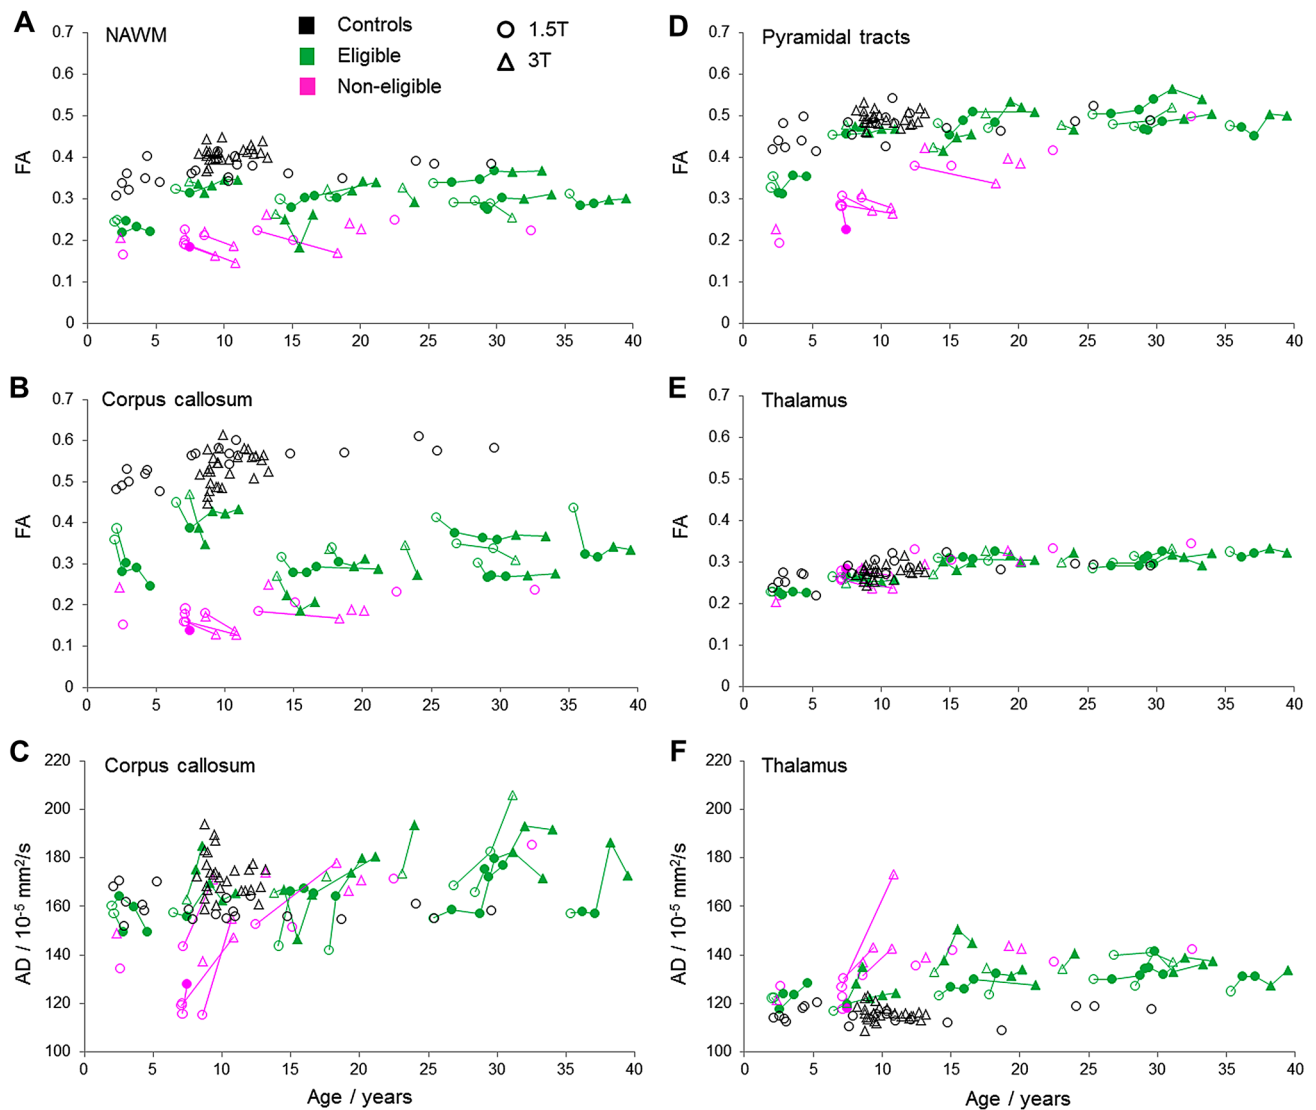 A
NAWM
Controls
Eligible
Non-eligible
1.5T
3T
FA
0.7
0.6
0.5
0.4
0.3
0.2
0.1
0
0 5 10 15 20 25 30 35 40
D
Pyramidal tracts
FA
0.7
0.6
0.5
0.4
0.3
0.2
0.1
0
0 5 10 15 20 25 30 35 40
B
Corpus callosum
FA
0.7
0.6
0.5
0.4
0.3
0.2
0.1
0
0 5 10 15 20 25 30 35 40
E
Thalamus
FA
0.7
0.6
0.5
0.4
0.3
0.2
0.1
0
0 5 10 15 20 25 30 35 40
C
Corpus callosum
AD / 10⁻⁵ mm²/s
220
200
180
160
140
120
100
0 5 10 15 20 25 30 35 40
Age / years
F
Thalamus
AD / 10⁻⁵ mm²/s
220
200
180
160
140
120
100
0 5 10 15 20 25 30 35 40
Age / years